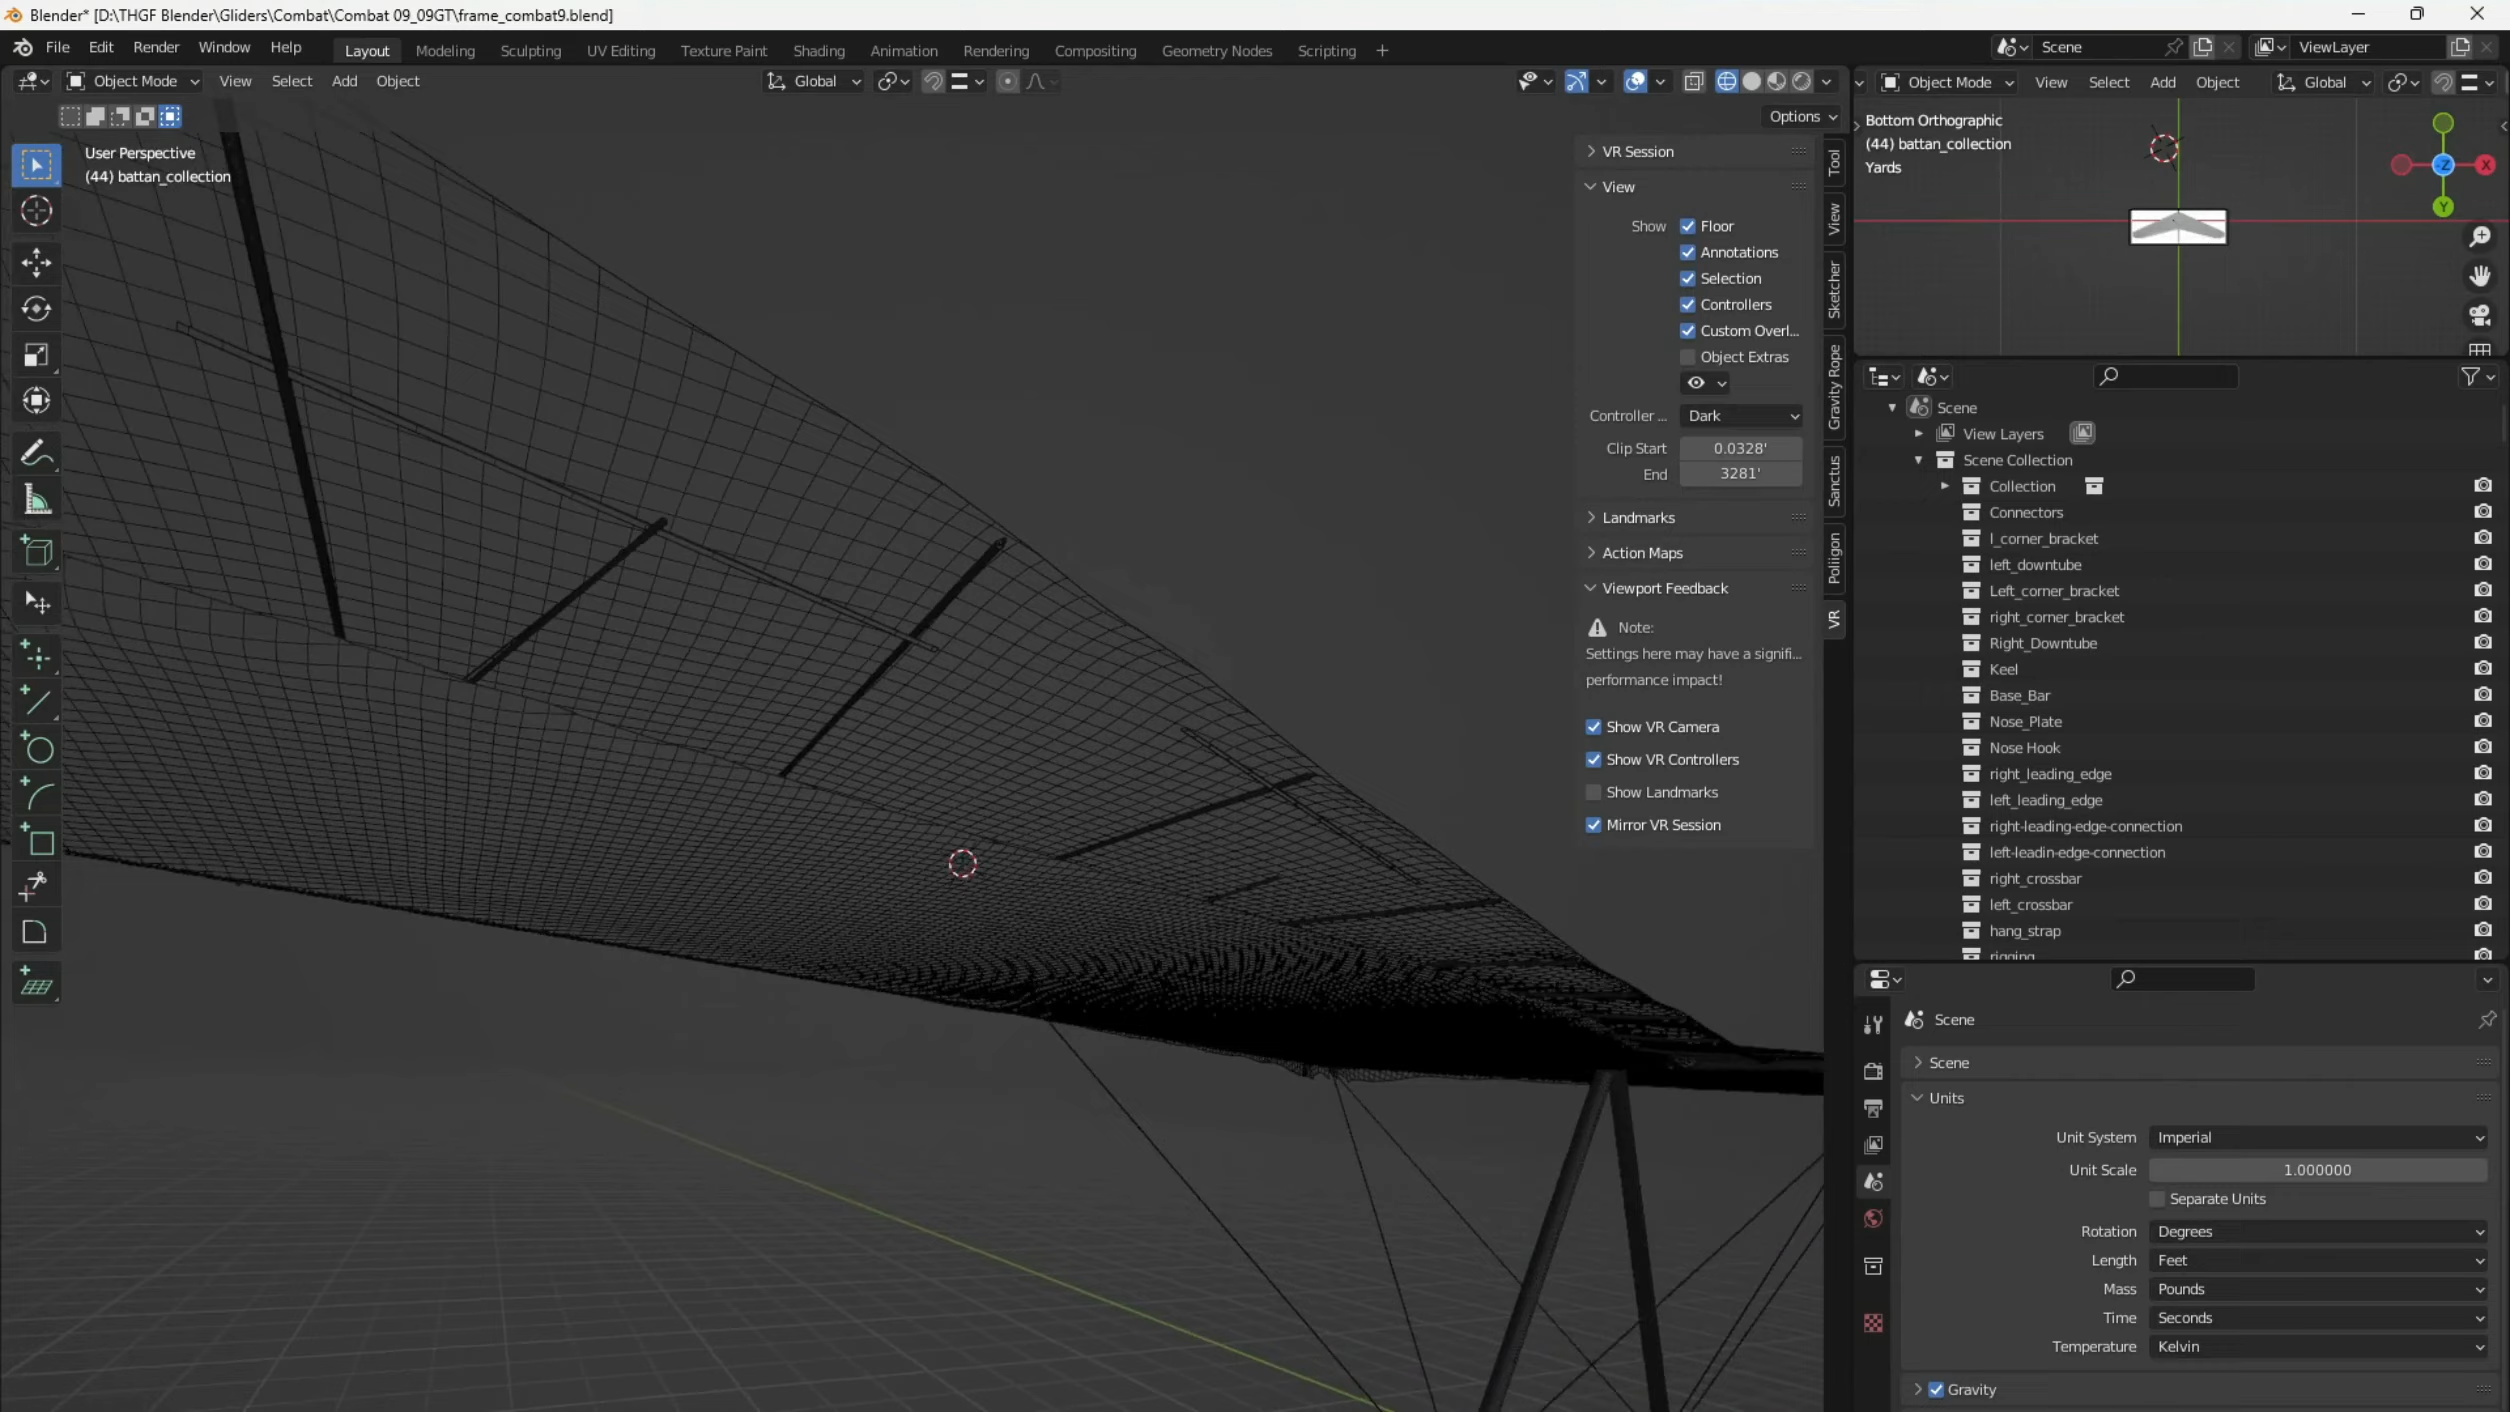 Blender* [D:\THGF Blender\Gliders\Combat\Combat 09_09GT\frame_combat9.blend]
File Edit Render Window Help Layout Modeling Sculpting UV Editing Texture Paint Shading Animation Rendering Compositing Geometry Nodes Scripting +
Scene
ViewLayer
Object Mode View Select Add Object
Global
Object Mode View Select Add Object
Global
Options
User Perspective
(44) battan_collection
VR Session
View
Show
Floor
Annotations
Selection
Controllers
Custom Overl...
Object Extras
Controller ... Dark
Clip Start 0.0328'
End 3281'
Landmarks
Action Maps
Viewport Feedback
Note:
Settings here may have a signifi...
performance impact!
Show VR Camera
Show VR Controllers
Show Landmarks
Mirror VR Session
Tool
View
Sketcher
Gravity Rope
Sanctus
Poliigon
VR
Bottom Orthographic
(44) battan_collection
Yards
X
-Z
Y
Scene
View Layers
Scene Collection
Collection
Connectors
l_corner_bracket
left_downtube
Left_corner_bracket
right_corner_bracket
Right_Downtube
Keel
Base_Bar
Nose_Plate
Nose Hook
right_leading_edge
left_leading_edge
right-leading-edge-connection
left-leadin-edge-connection
right_crossbar
left_crossbar
hang_strap
rigging
Scene
Scene
Units
Unit System Imperial
Unit Scale 1.000000
Separate Units
Rotation Degrees
Length Feet
Mass Pounds
Time Seconds
Temperature Kelvin
Gravity